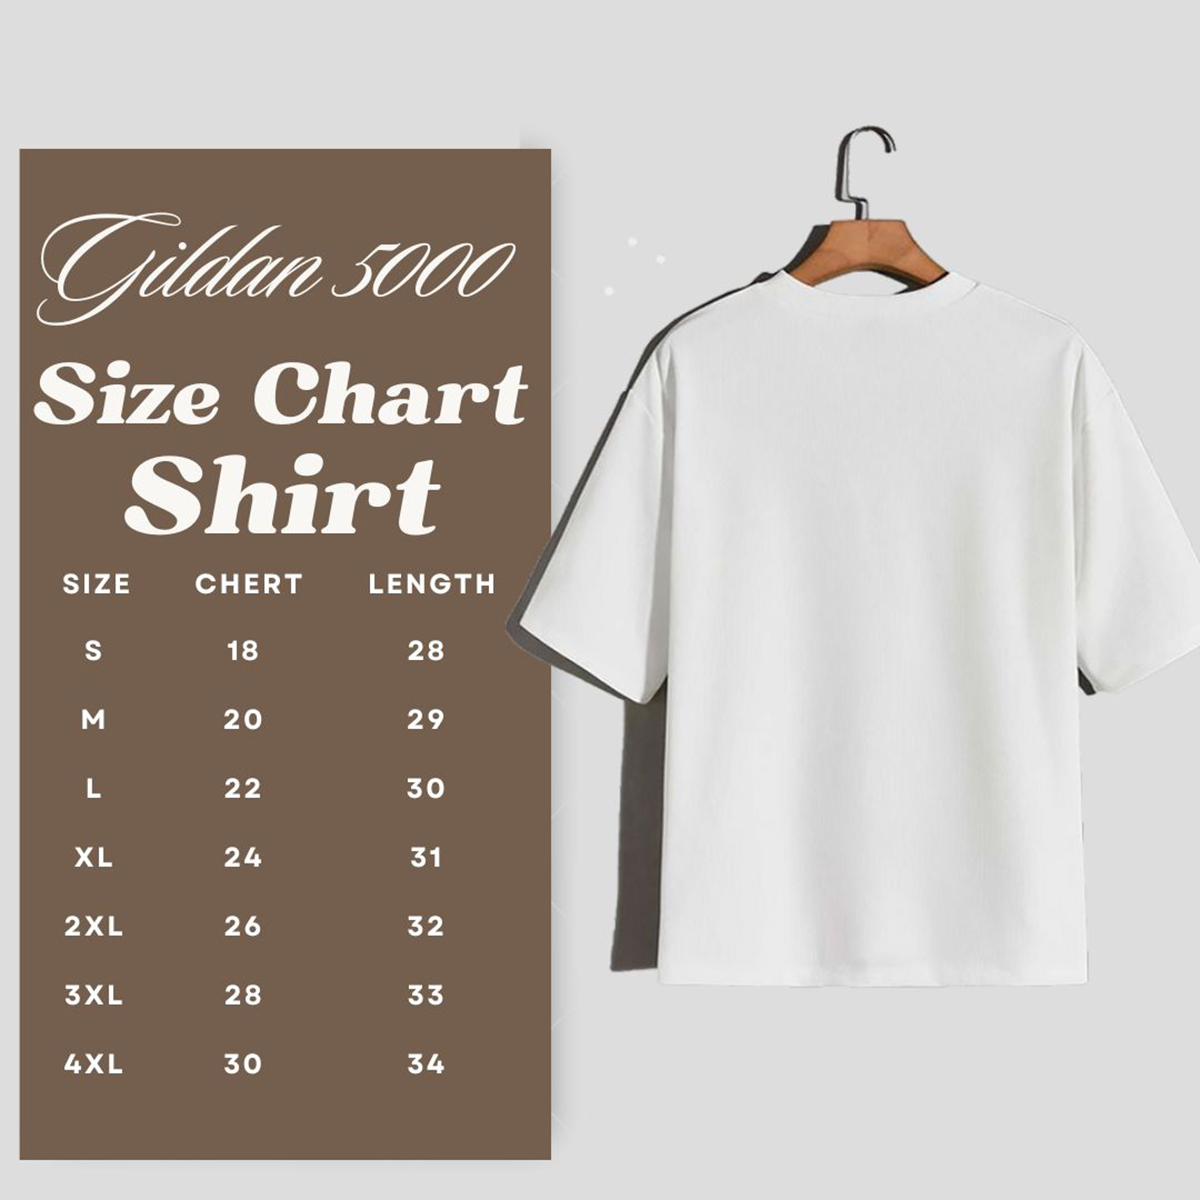 Gildan 5000
Size Chart
Shirt
SIZE CHERT LENGTH
S 18 28
M 20 29
L 22 30
XL 24 31
2XL 26 32
3XL 28 33
4XL 30 34